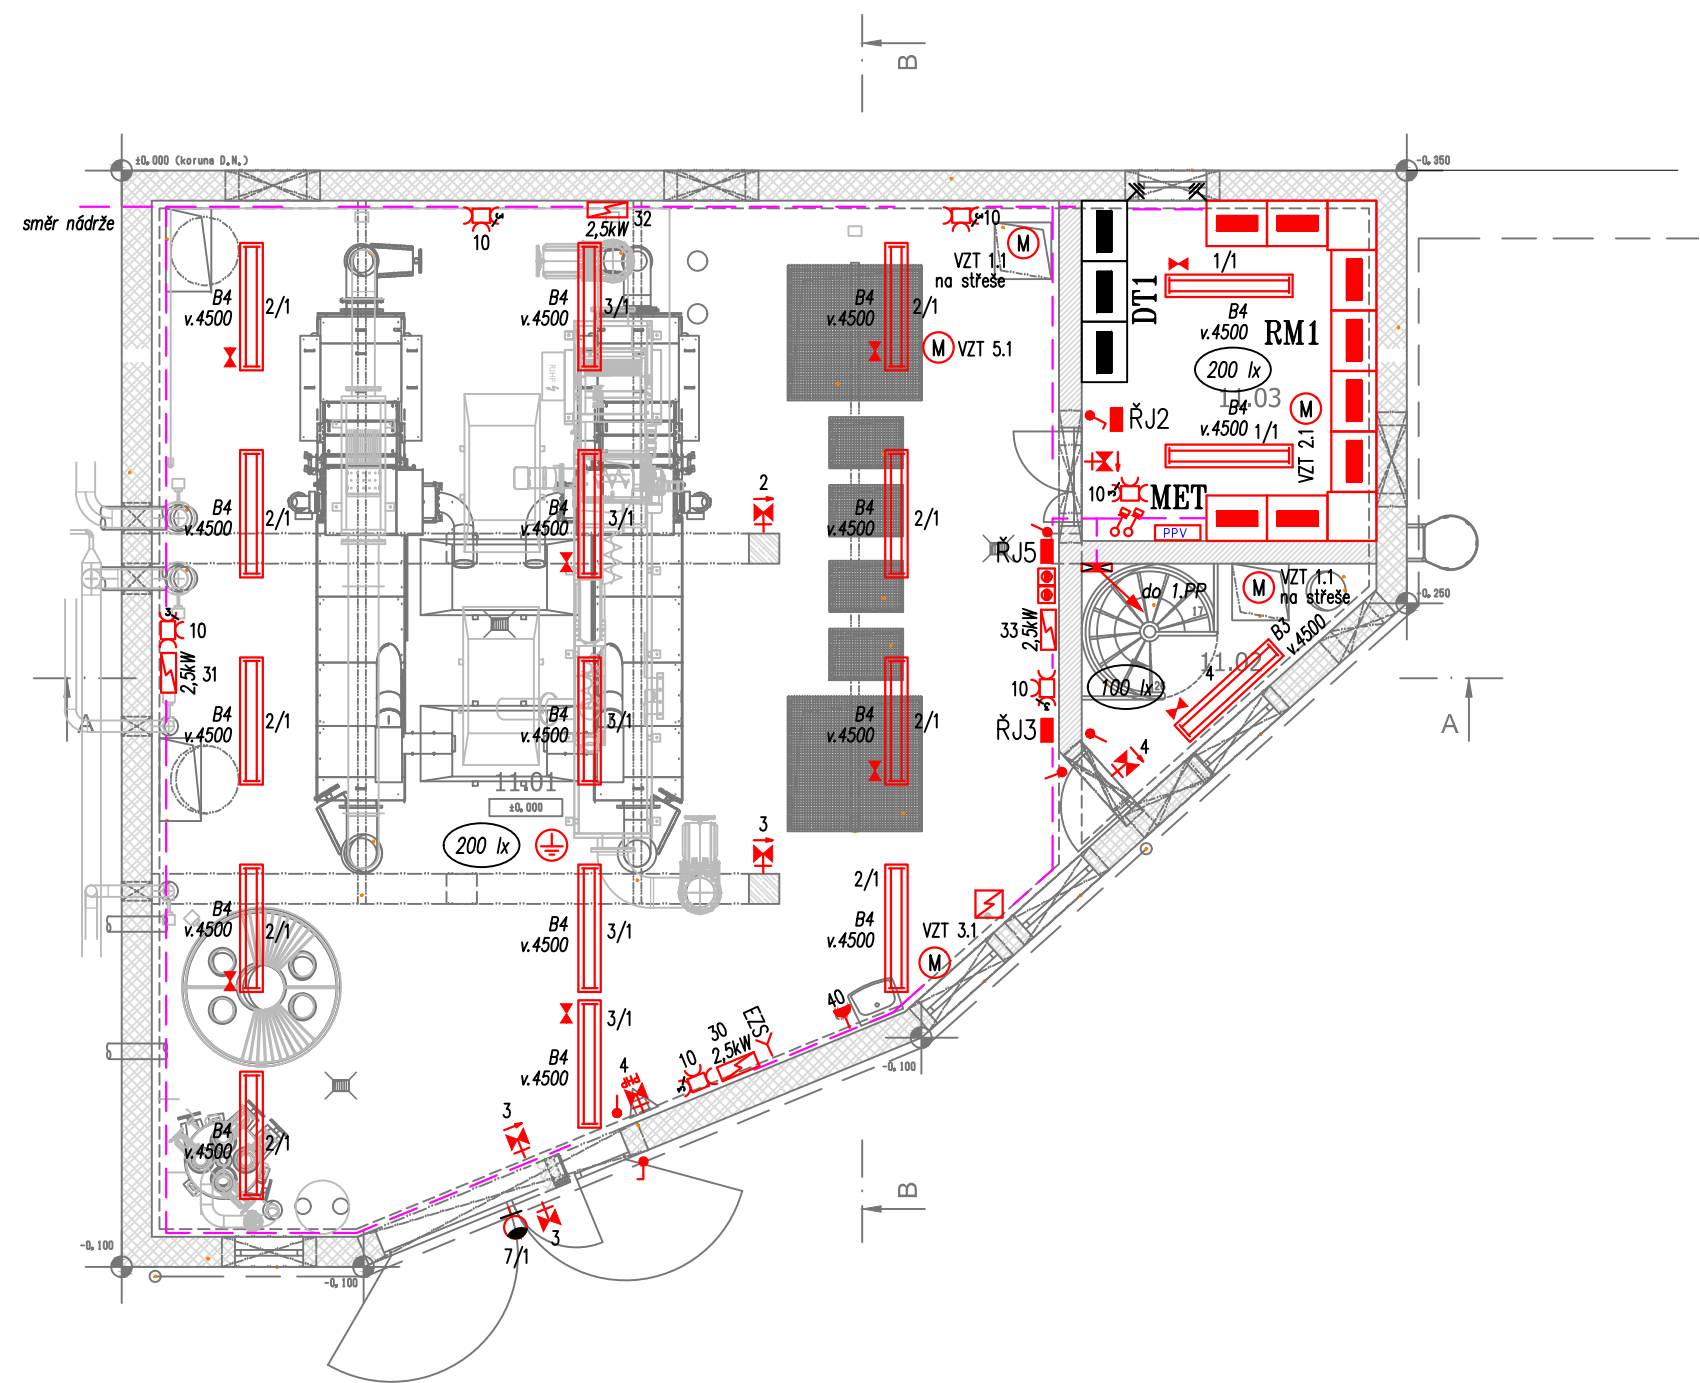 B
±0,000 (koruna D.N.)
-0,350
směr nádrže
10
2,5kW
32
10
M
VZT 1.1
na střeše
1/1
DT1
B4
v.4500
2/1
B4
v.4500
3/1
B4
v.4500
2/1
B4
v.4500
RM1
M
VZT 5.1
200 lx
11.03
B4
v.4500
1/1
M
VZT 2.1
ŘJ2
2
10
MET
B4
v.4500
2/1
B4
v.4500
3/1
B4
v.4500
2/1
PPV
ŘJ5
M
VZT 1.1
na střeše
do 1.PP
17
-0,250
3
10
33
2,5kW
B3
v.4500
11.02
4
2,5kW
31
10
100 lx
A
A
B4
v.4500
2/1
B4
v.4500
3/1
B4
v.4500
2/1
ŘJ3
4
11.01
±0,000
200 lx
3
2/1
B4
v.4500
2/1
B4
v.4500
3/1
B4
v.4500
VZT 3.1
M
40
EZS
3/1
B4
v.4500
30
2,5kW
10
4
-0,100
3
B4
v.4500
2/1
B
3
7/1
-0,100
-0,100